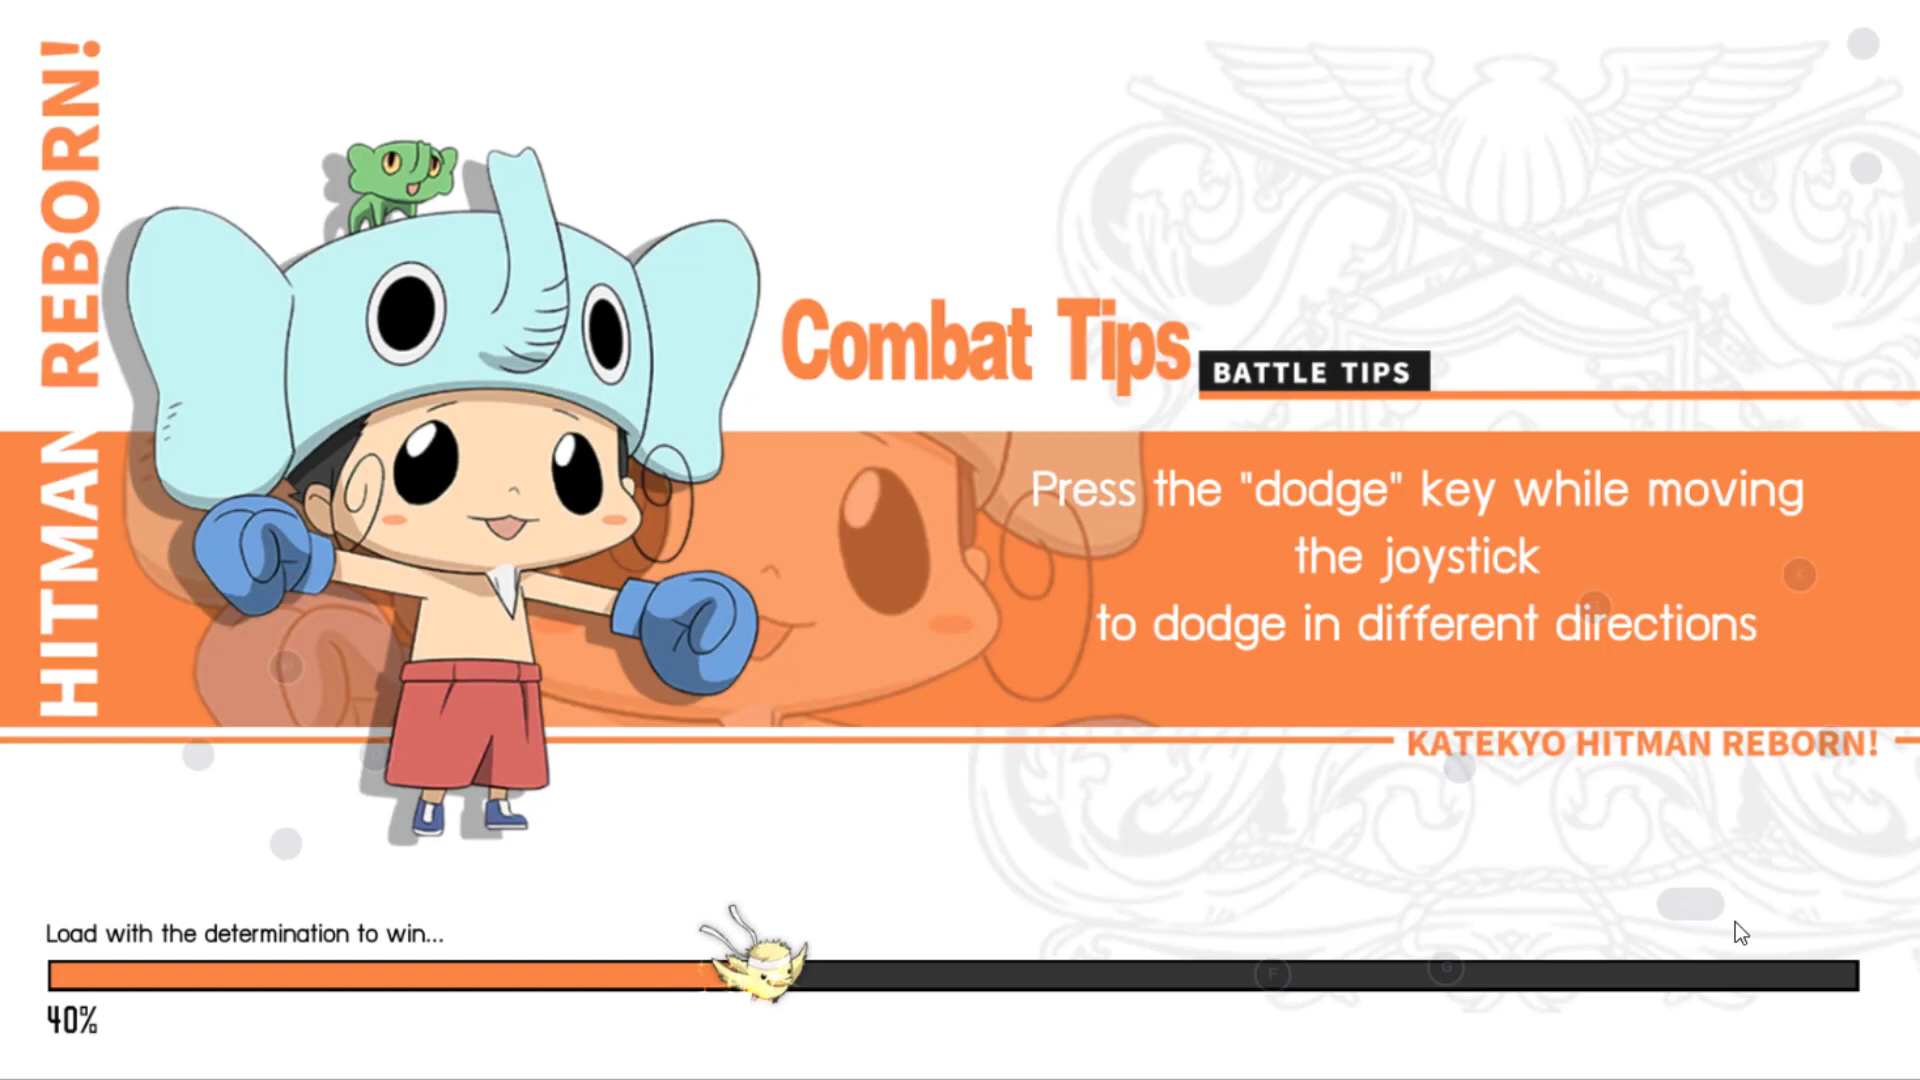 HITMAN REBORN!
Combat Tips
BATTLE TIPS
Press the "dodge" key while moving
the joystick
to dodge in different directions
KATEKYO HITMAN REBORN!
Load with the determination to win...
40%
F
G